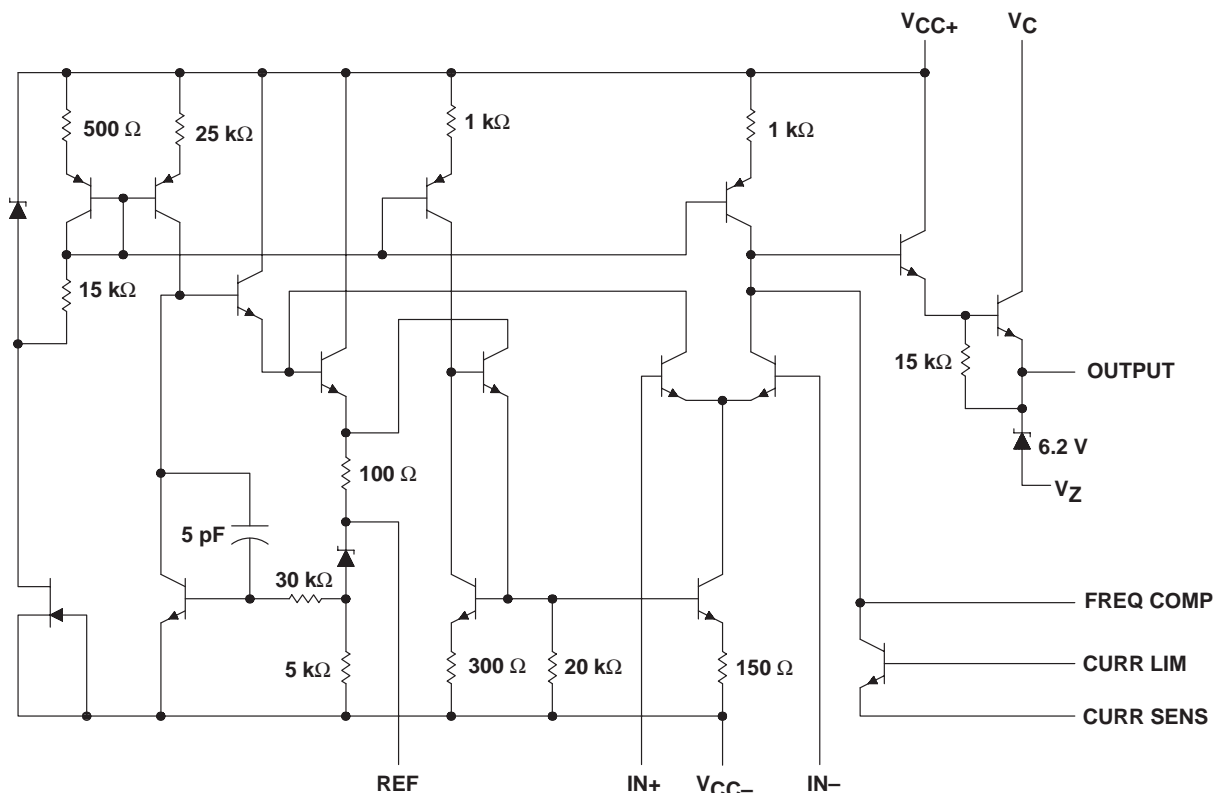 VCC+
VC
500 Ω
25 kΩ
1 kΩ
1 kΩ
15 kΩ
15 kΩ
OUTPUT
6.2 V
VZ
100 Ω
5 pF
30 kΩ
FREQ COMP
5 kΩ
300 Ω
20 kΩ
150 Ω
CURR LIM
CURR SENS
REF
IN+
VCC–
IN–